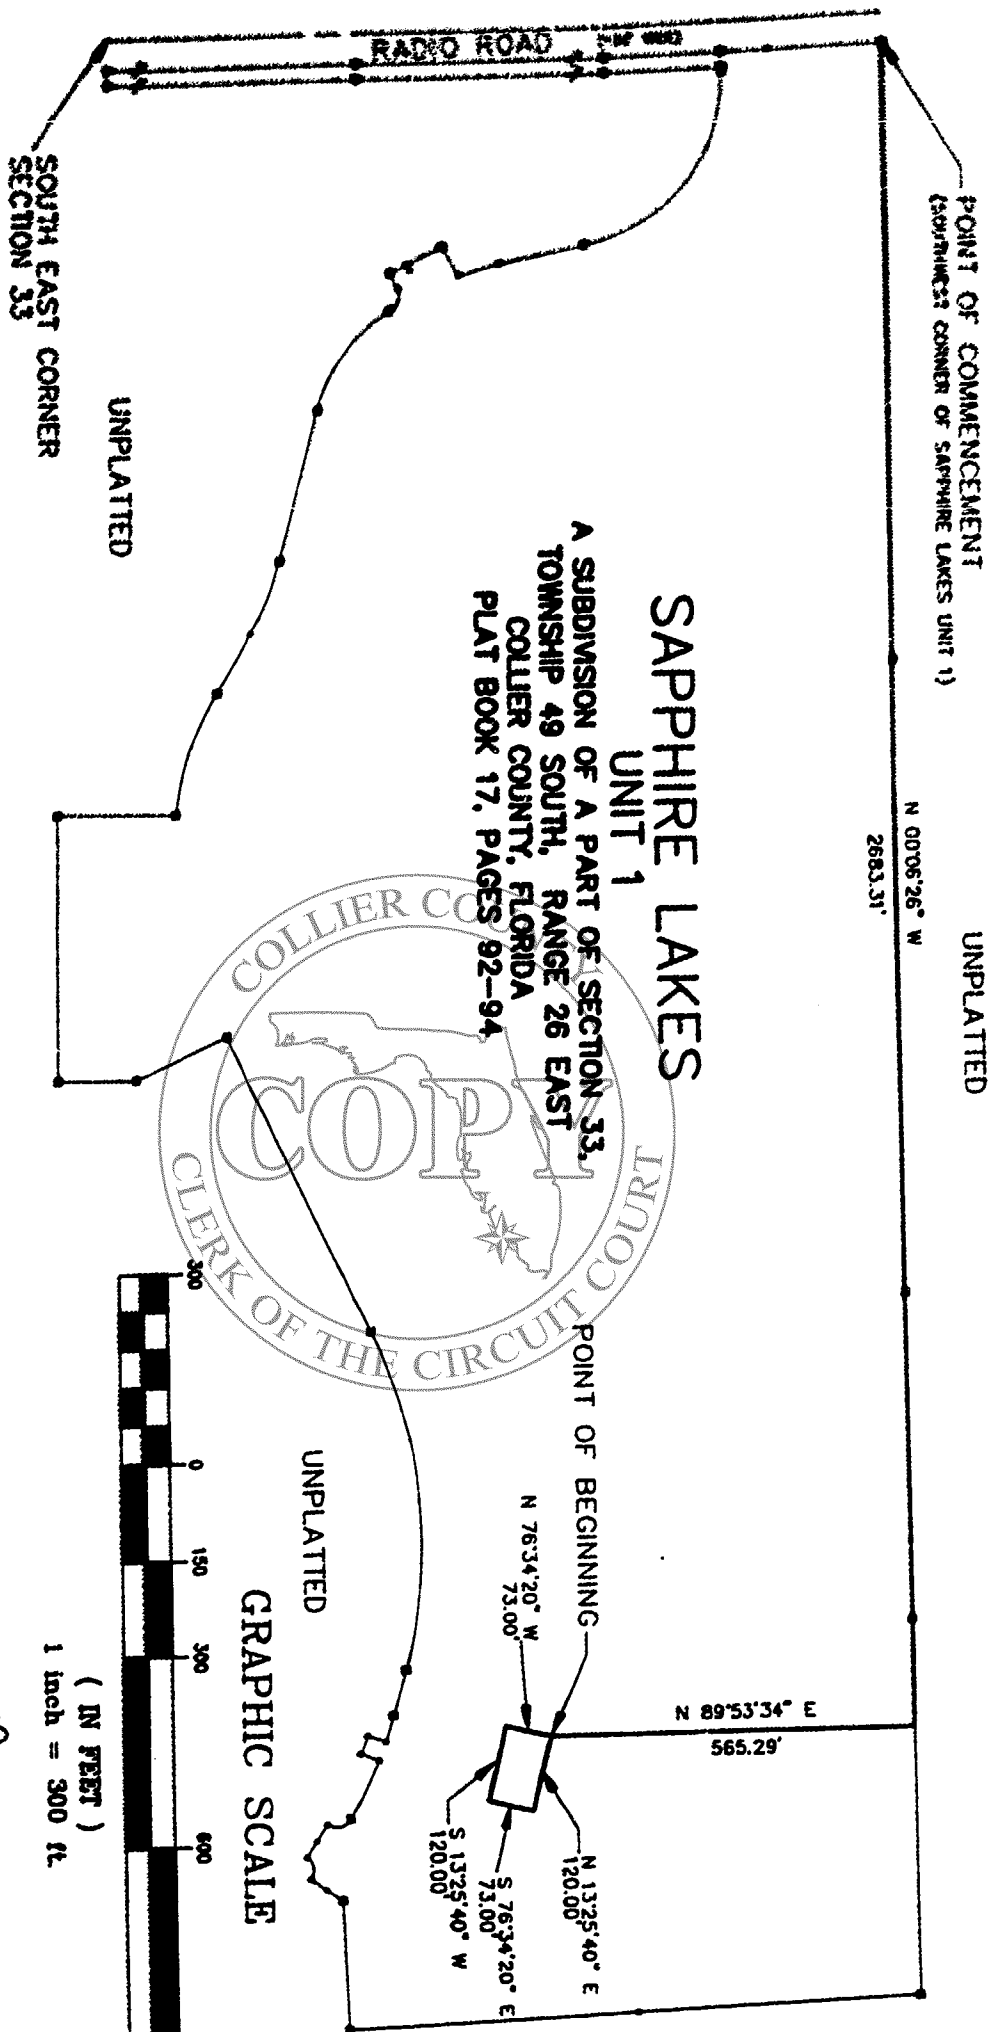 RADIO ROAD
POINT OF COMMENCEMENT
(SOUTHWEST CORNER OF SAPPHIRE LAKES UNIT 1)
SOUTH EAST CORNER
SECTION 33
UNPLATTED
UNPLATTED
N 00°06'26" W
2683.31'
SAPPHIRE LAKES
UNIT 1
A SUBDIVISION OF A PART OF SECTION 33,
TOWNSHIP 49 SOUTH, RANGE 26 EAST
COLLIER COUNTY, FLORIDA
PLAT BOOK 17, PAGES 92-94
COLLIER COUNTY
COPY
CLERK OF THE CIRCUIT COURT
POINT OF BEGINNING
N 76°34'20" W
73.00'
N 89°53'34" E
565.29'
N 13°25'40" E
120.00'
S 76°34'20" E
73.00'
S 13°25'40" W
120.00'
UNPLATTED
GRAPHIC SCALE
300 0 150 300 600
( IN FEET )
1 inch = 300 ft.